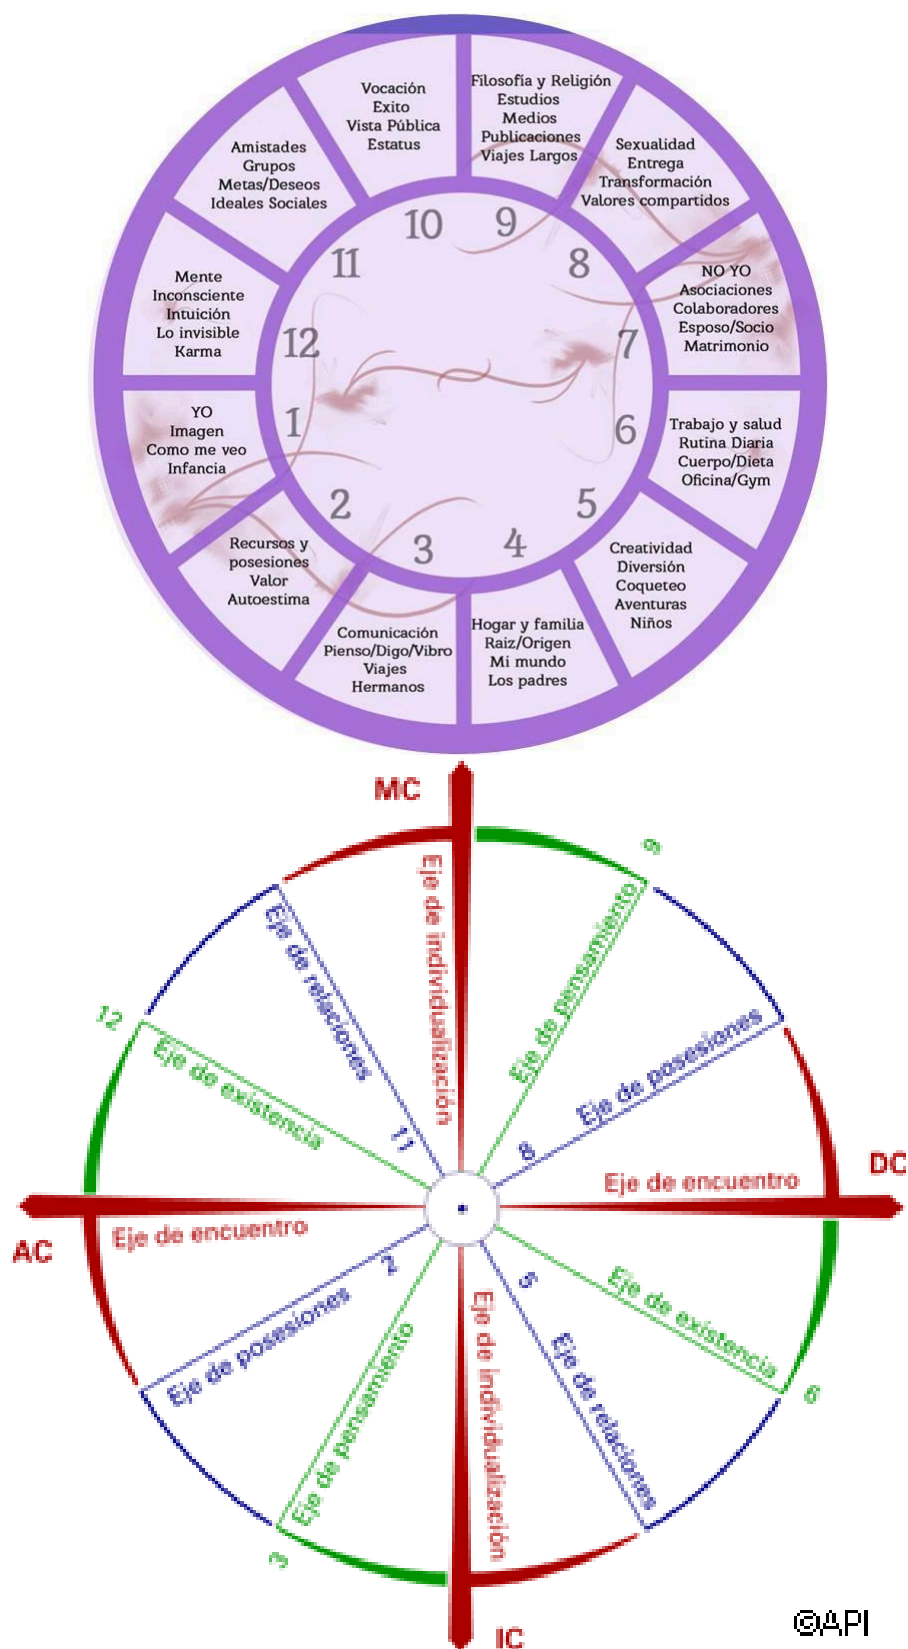 Vocación
Exito
Vista Pública
Estatus
Filosofía y Religión
Estudios
Medios
Publicaciones
Viajes Largos
Amistades
Grupos
Metas/Deseos
Ideales Sociales
Sexualidad
Entrega
Transformación
Valores compartidos
Mente
Inconsciente
Intuición
Lo invisible
Karma
NO YO
Asociaciones
Colaboradores
Esposo/Socio
Matrimonio
YO
Imagen
Como me veo
Infancia
Trabajo y salud
Rutina Diaria
Cuerpo/Dieta
Oficina/Gym
Recursos y
posesiones
Valor
Autoestima
Creatividad
Diversión
Coqueteo
Aventuras
Niños
Comunicación
Pienso/Digo/Vibro
Viajes
Hermanos
Hogar y familia
Raiz/Origen
Mi mundo
Los padres
10
9
11
8
12
7
1
6
2
5
3
4
MC
9
Eje de individualización
Eje de pensamiento
Eje de relaciones
Eje de posesiones
12
Eje de existencia
11
8
DC
Eje de encuentro
AC
Eje de encuentro
2
5
Eje de posesiones
Eje de existencia
6
Eje de pensamiento
Eje de individualización
Eje de relaciones
3
IC
©API